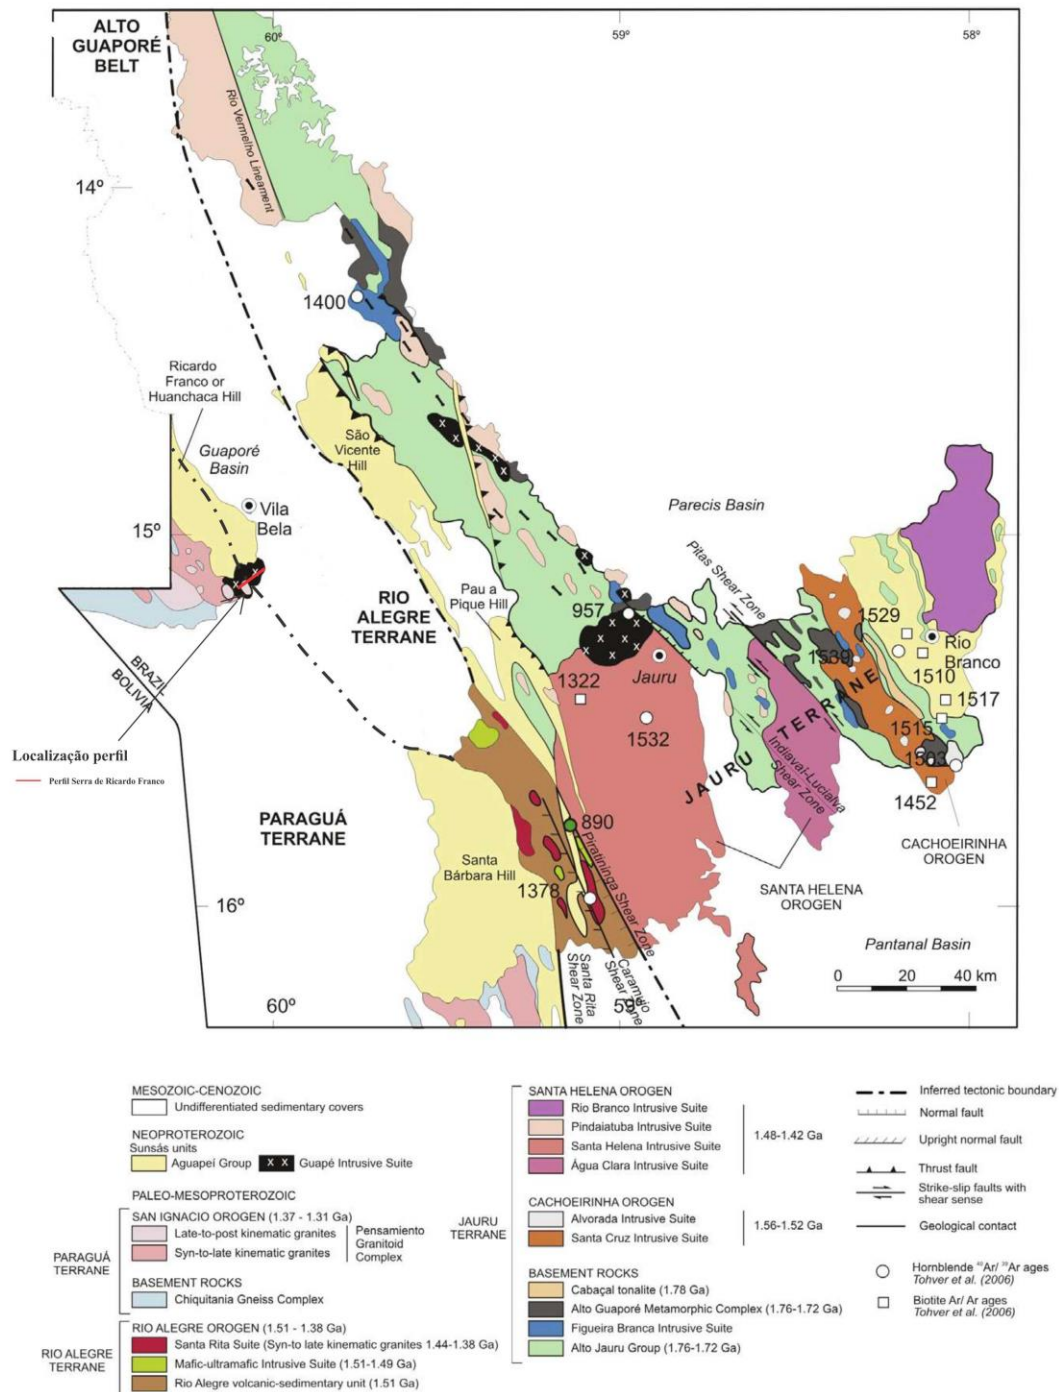 ALTO
GUAPORÉ
BELT
60º
59º
58º
Rio Vermelho Lineament
14º
1400
Ricardo
Franco or
Huanchaca Hill
Guaporé
Basin
São
Vicente
Hill
Vila
Bela
15º
Parecis Basin
Pitas Shear Zone
RIO
ALEGRE
TERRANE
Pau a
Pique Hill
957
1529
Rio
Branco
1539
1510
1517
Jauru
1322
1532
1515
1503
JAURU TERRANE
Indiavaí-Lucialva
Shear Zone
1452
BRAZIL
BOLIVIA
Localização perfil
Perfil Serra de Ricardo Franco
PARAGUÁ
TERRANE
890
CACHOEIRINHA
OROGEN
Santa
Bárbara Hill
1378
Piratininga Shear Zone
SANTA HELENA
OROGEN
16º
Pantanal Basin
Santa Rita
Shear Zone
Caramujo
Shear Zone
0 20 40 km
60º
59º
MESOZOIC-CENOZOIC
Undifferentiated sedimentary covers
NEOPROTEROZOIC
Sunsás units
Aguapeí Group X X Guapé Intrusive Suite
PALEO-MESOPROTEROZOIC
PARAGUÁ
TERRANE
SAN IGNACIO OROGEN (1.37 - 1.31 Ga)
Late-to-post kinematic granites
Syn-to-late kinematic granites
Pensamiento
Granitoid
Complex
BASEMENT ROCKS
Chiquitania Gneiss Complex
RIO ALEGRE
TERRANE
RIO ALEGRE OROGEN (1.51 - 1.38 Ga)
Santa Rita Suite (Syn-to late kinematic granites 1.44-1.38 Ga)
Mafic-ultramafic Intrusive Suite (1.51-1.49 Ga)
Rio Alegre volcanic-sedimentary unit (1.51 Ga)
JAURU
TERRANE
SANTA HELENA OROGEN
Rio Branco Intrusive Suite
Pindaiatuba Intrusive Suite
Santa Helena Intrusive Suite
Água Clara Intrusive Suite
1.48-1.42 Ga
CACHOEIRINHA OROGEN
Alvorada Intrusive Suite
Santa Cruz Intrusive Suite
1.56-1.52 Ga
BASEMENT ROCKS
Cabaçal tonalite (1.78 Ga)
Alto Guaporé Metamorphic Complex (1.76-1.72 Ga)
Figueira Branca Intrusive Suite
Alto Jauru Group (1.76-1.72 Ga)
Inferred tectonic boundary
Normal fault
Upright normal fault
Thrust fault
Strike-slip faults with
shear sense
Geological contact
Hornblende ⁴⁰Ar/ ³⁹Ar ages
Tohver et al. (2006)
Biotite Ar/ Ar ages
Tohver et al. (2006)